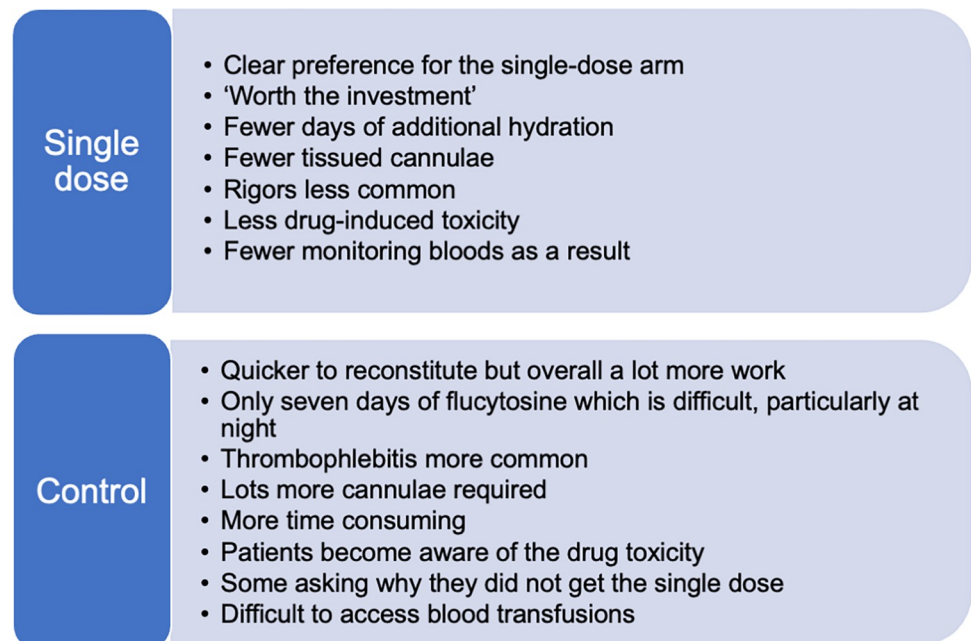 Single
dose
• Clear preference for the single-dose arm
• ‘Worth the investment’
• Fewer days of additional hydration
• Fewer tissued cannulae
• Rigors less common
• Less drug-induced toxicity
• Fewer monitoring bloods as a result
Control
• Quicker to reconstitute but overall a lot more work
• Only seven days of flucytosine which is difficult, particularly at
night
• Thrombophlebitis more common
• Lots more cannulae required
• More time consuming
• Patients become aware of the drug toxicity
• Some asking why they did not get the single dose
• Difficult to access blood transfusions